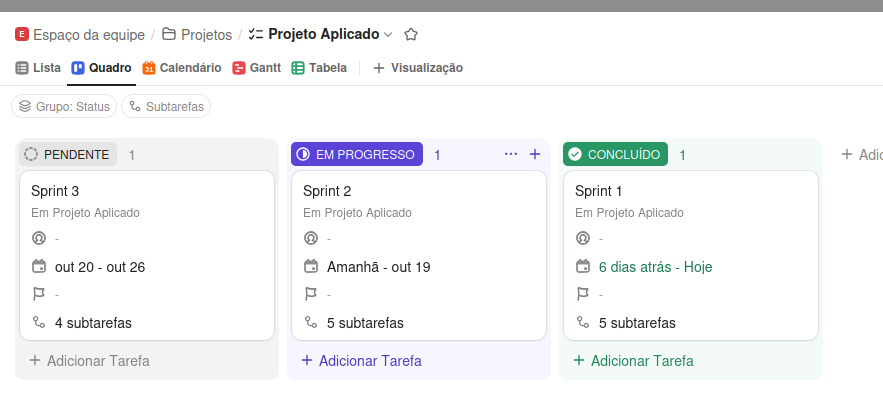 E Espaço da equipe / Projetos / Projeto Aplicado
Lista Quadro 31 Calendário Gantt Tabela + Visualização
Grupo: Status Subtarefas
PENDENTE 1
Sprint 3
Em Projeto Aplicado
-
out 20 - out 26
-
4 subtarefas
+ Adicionar Tarefa
EM PROGRESSO 1 ... +
Sprint 2
Em Projeto Aplicado
-
Amanhã - out 19
-
5 subtarefas
+ Adicionar Tarefa
CONCLUÍDO 1
Sprint 1
Em Projeto Aplicado
-
6 dias atrás - Hoje
-
5 subtarefas
+ Adicionar Tarefa
+ Adic